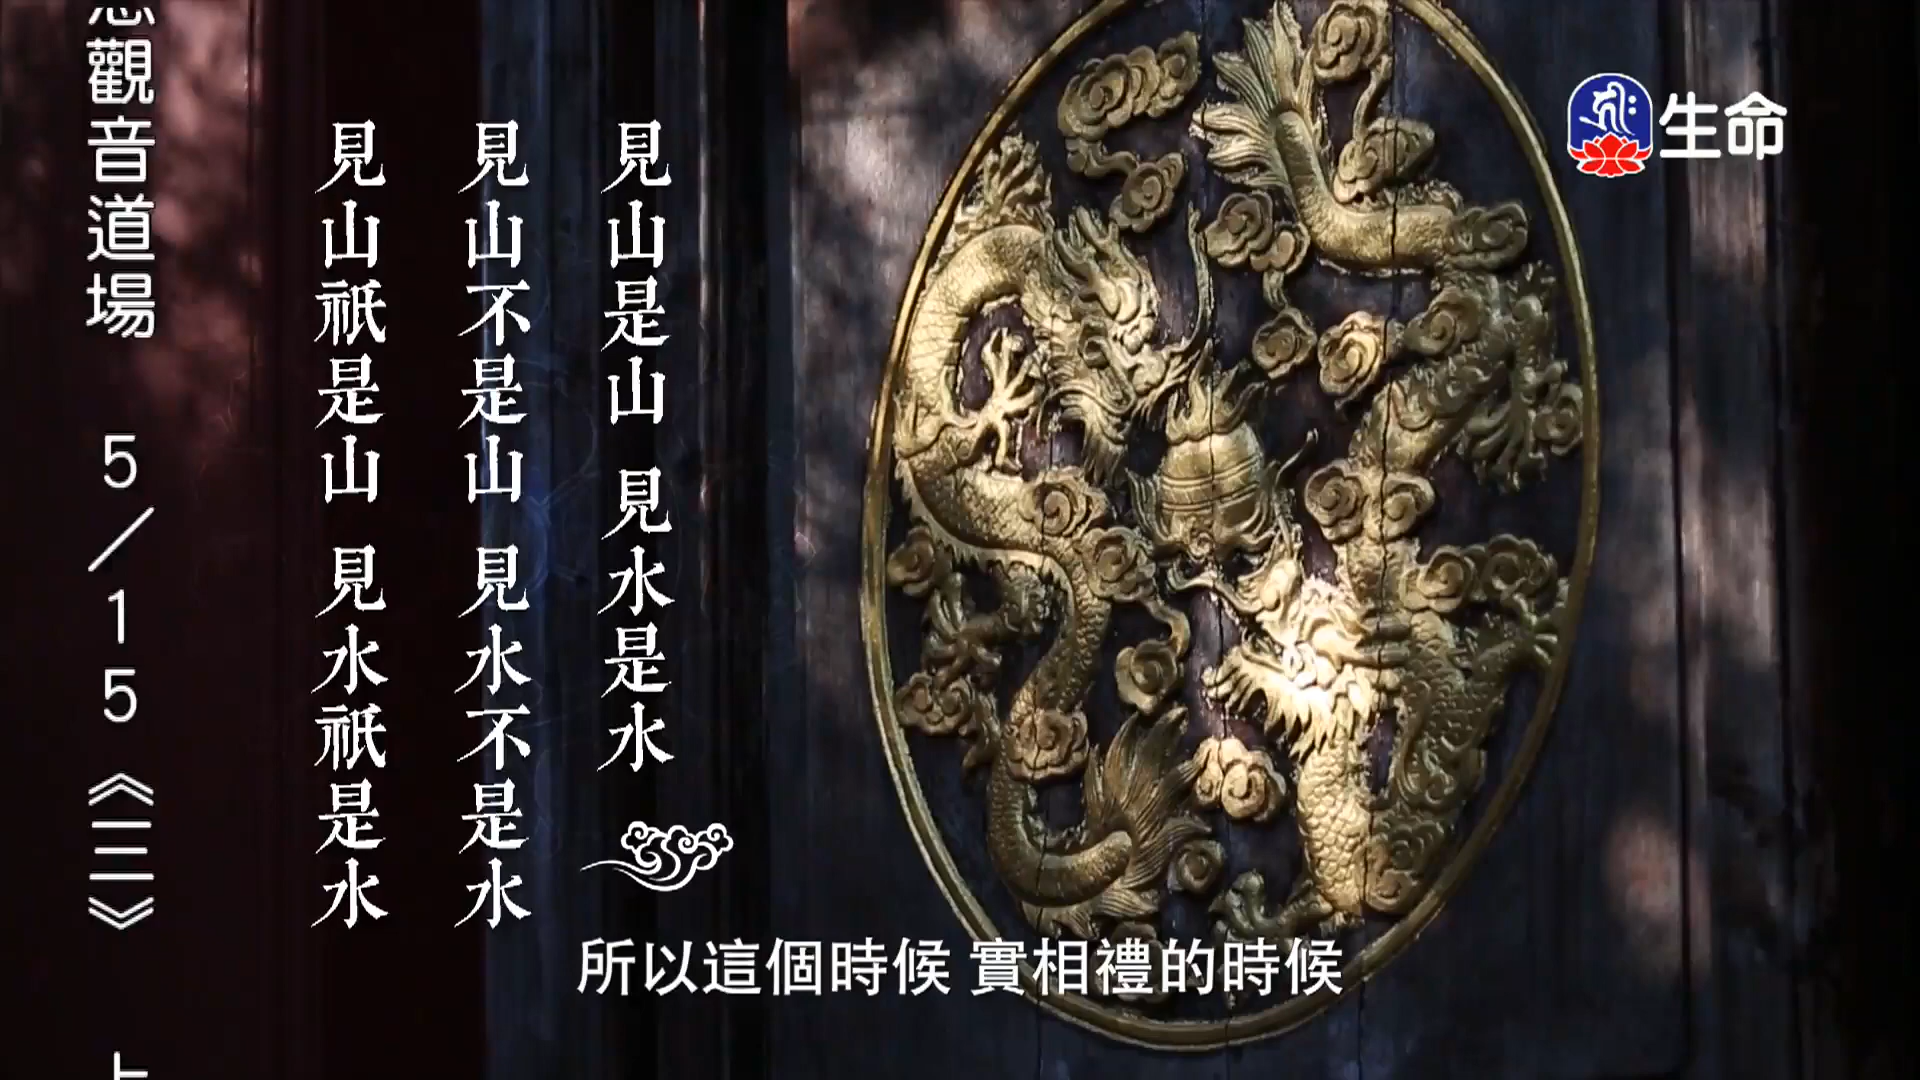 見山是山 見水是水
見山不是山 見水不是水
見山祇是山 見水祇是水
觀音道場 5/15《三》
生命
所以這個時候 實相禮的時候